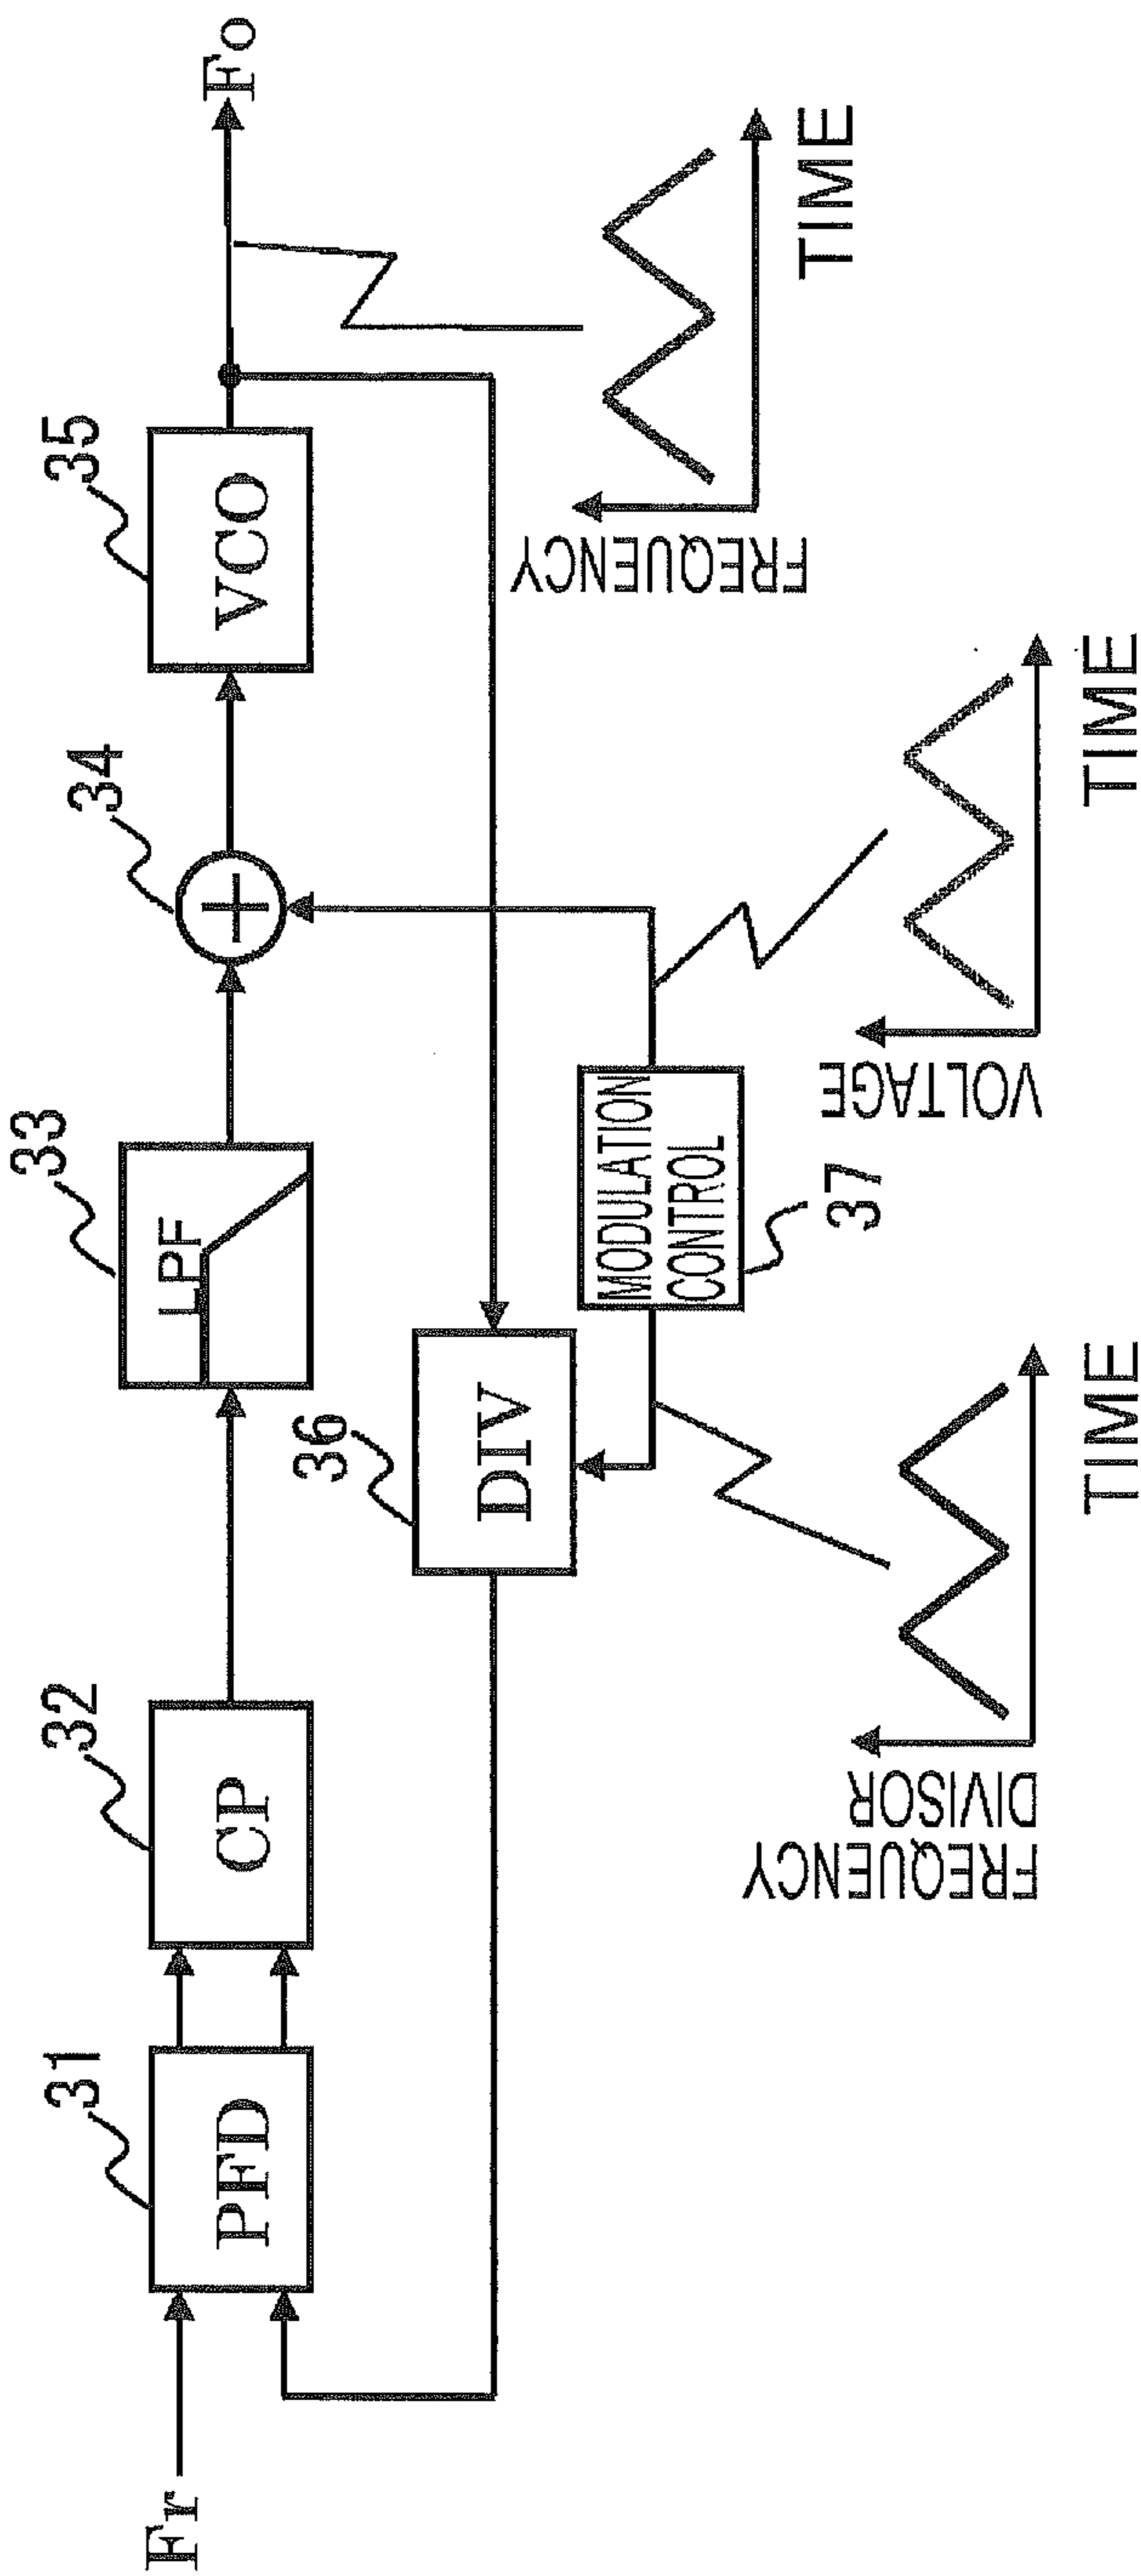 31
32
33
34
35
Fr
PFD
CP
LPF
VCO
Fo
36
DIV
MODULATION
CONTROL
37
FREQUENCY
DIVISOR
TIME
VOLTAGE
TIME
FREQUENCY
TIME